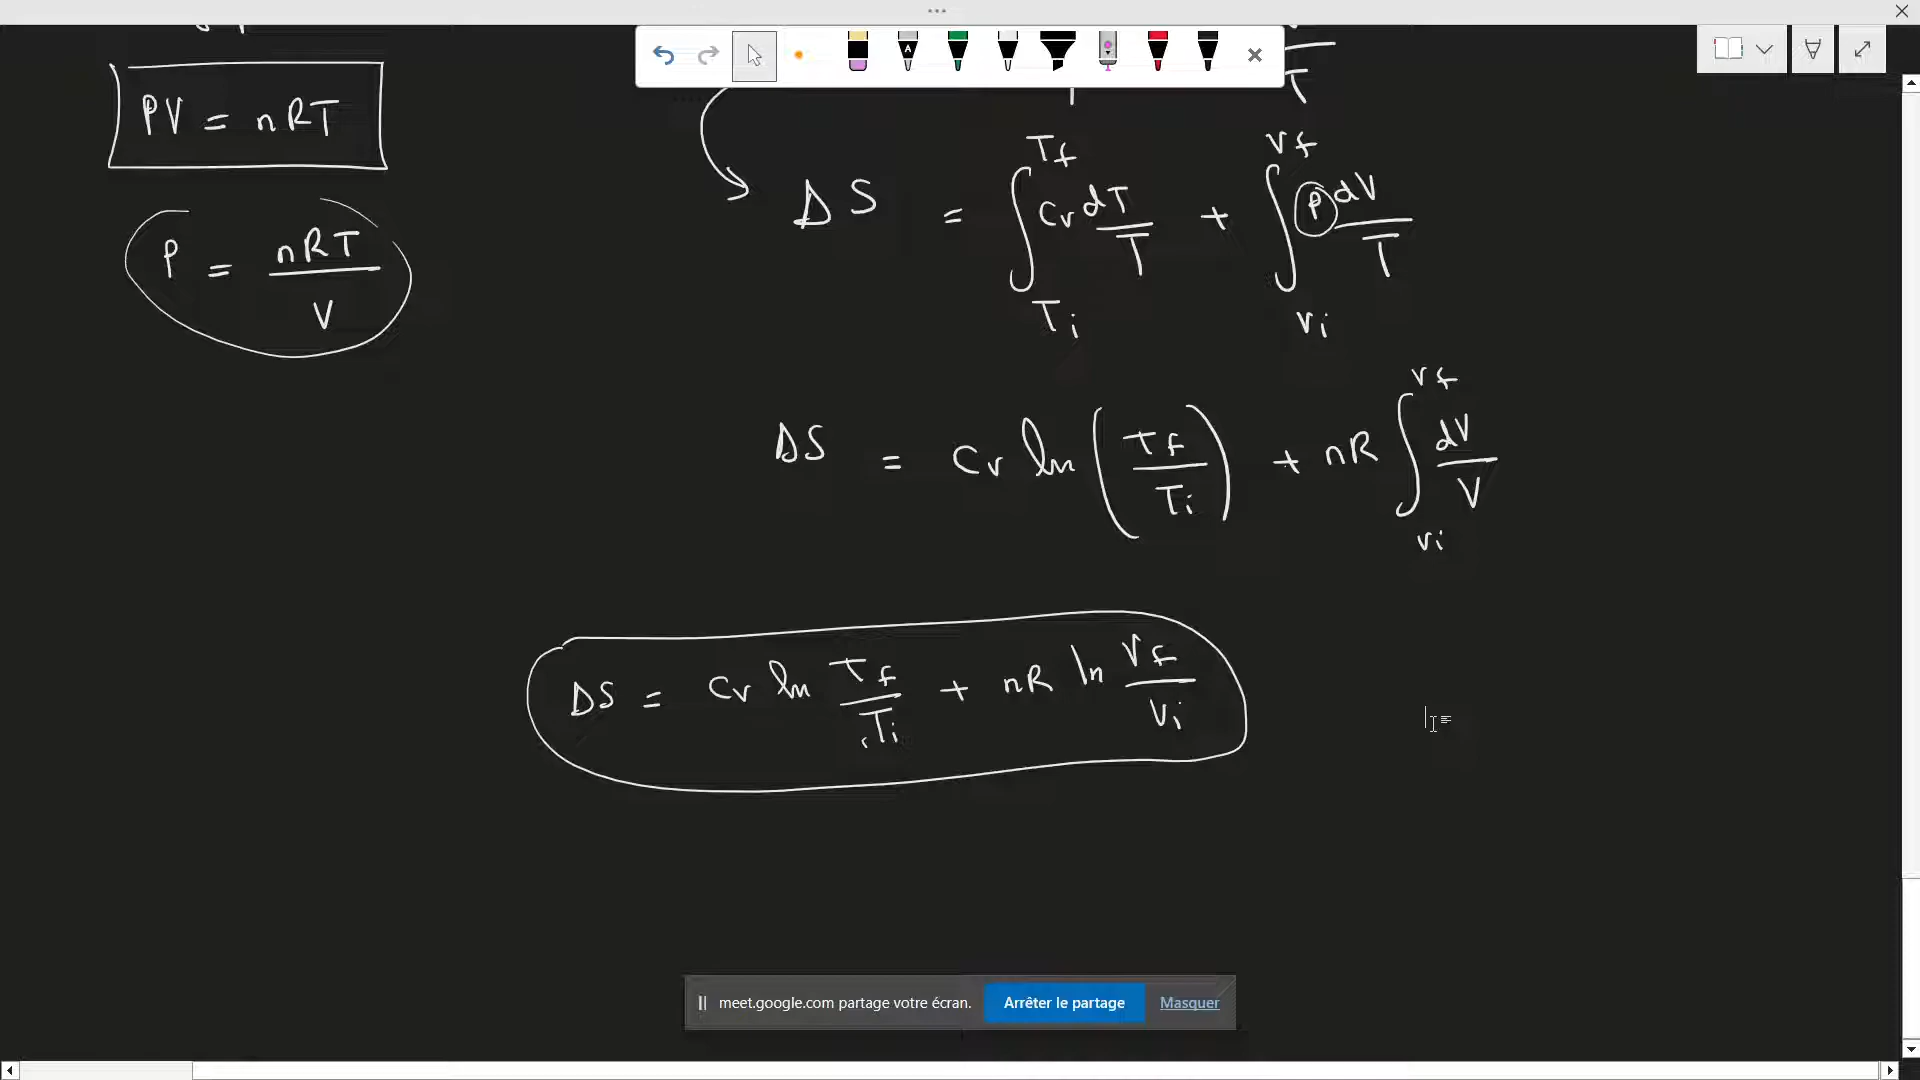 PV = nRT
P = nRT / V
T
ΔS = ∫_{Ti}^{Tf} Cv dT / T + ∫_{Vi}^{Vf} P dV / T
ΔS = Cv ln ( Tf / Ti ) + nR ∫_{Vi}^{Vf} dV / V
ΔS = Cv ln Tf / Ti + nR ln Vf / Vi
meet.google.com partage votre écran. Arrêter le partage Masquer